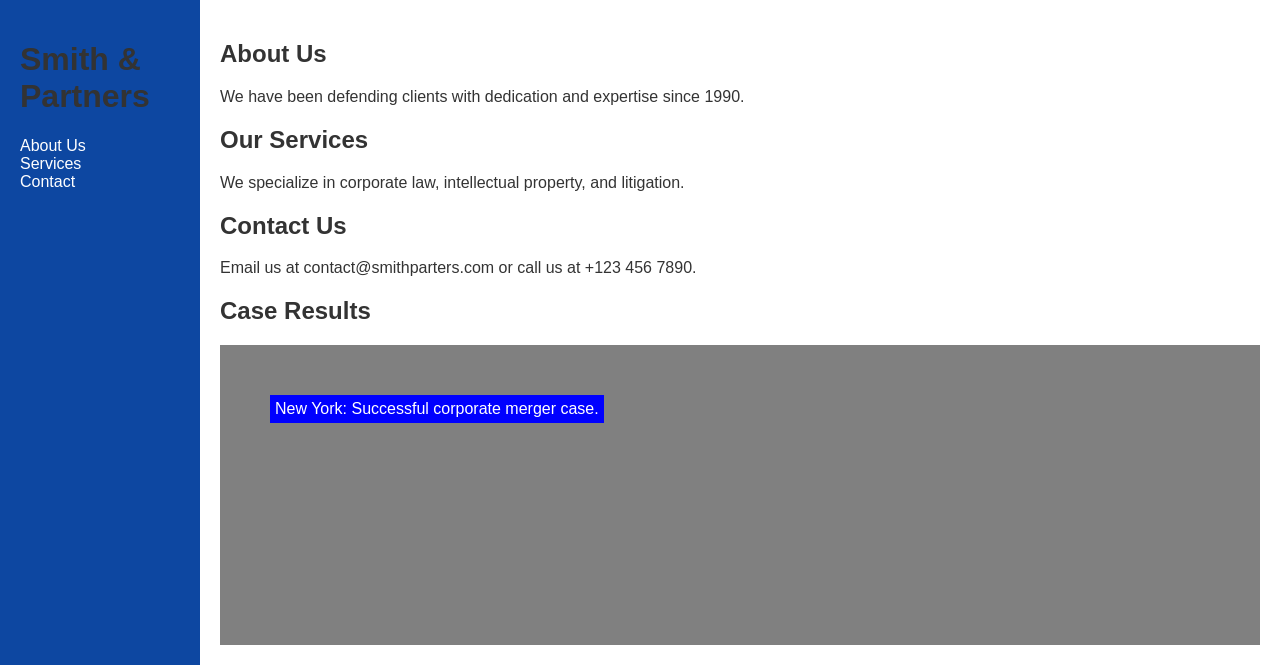 Smith &
Partners
About Us
Services
Contact
About Us
We have been defending clients with dedication and expertise since 1990.
Our Services
We specialize in corporate law, intellectual property, and litigation.
Contact Us
Email us at contact@smithparters.com or call us at +123 456 7890.
Case Results
New York: Successful corporate merger case.